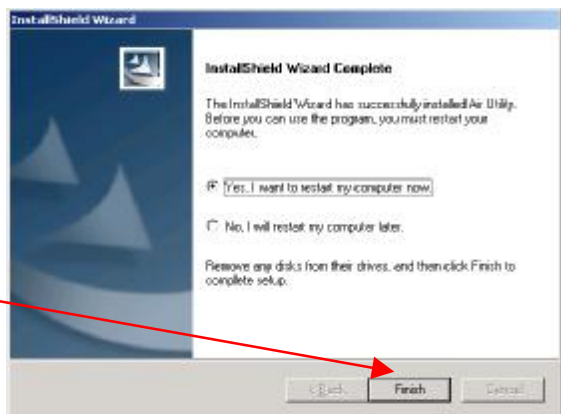 InstallShield Wizard
InstallShield Wizard Complete
The InstallShield Wizard has successfully installed Air Utility.
Before you can use the program, you must restart your
computer.
Yes, I want to restart my computer now.
No, I will restart my computer later.
Remove any disks from their drives, and then click Finish to
complete setup.
< Back
Finish
Cancel